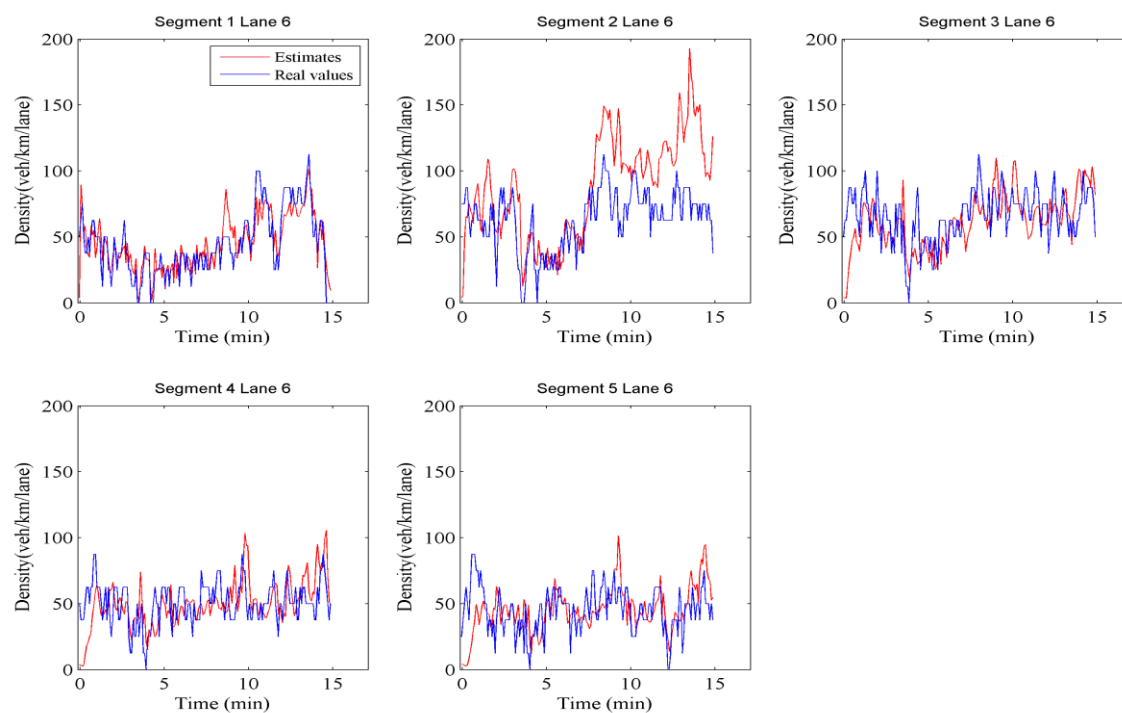 Segment 1 Lane 6
Segment 2 Lane 6
Segment 3 Lane 6
200
150
100
50
0
Density(veh/km/lane)
Estimates
Real values
0
5
10
15
Time (min)
200
150
100
50
0
Density(veh/km/lane)
0
5
10
15
Time (min)
200
150
100
50
0
Density(veh/km/lane)
0
5
10
15
Time (min)
Segment 4 Lane 6
Segment 5 Lane 6
200
150
100
50
0
Density(veh/km/lane)
0
5
10
15
Time (min)
200
150
100
50
0
Density(veh/km/lane)
0
5
10
15
Time (min)